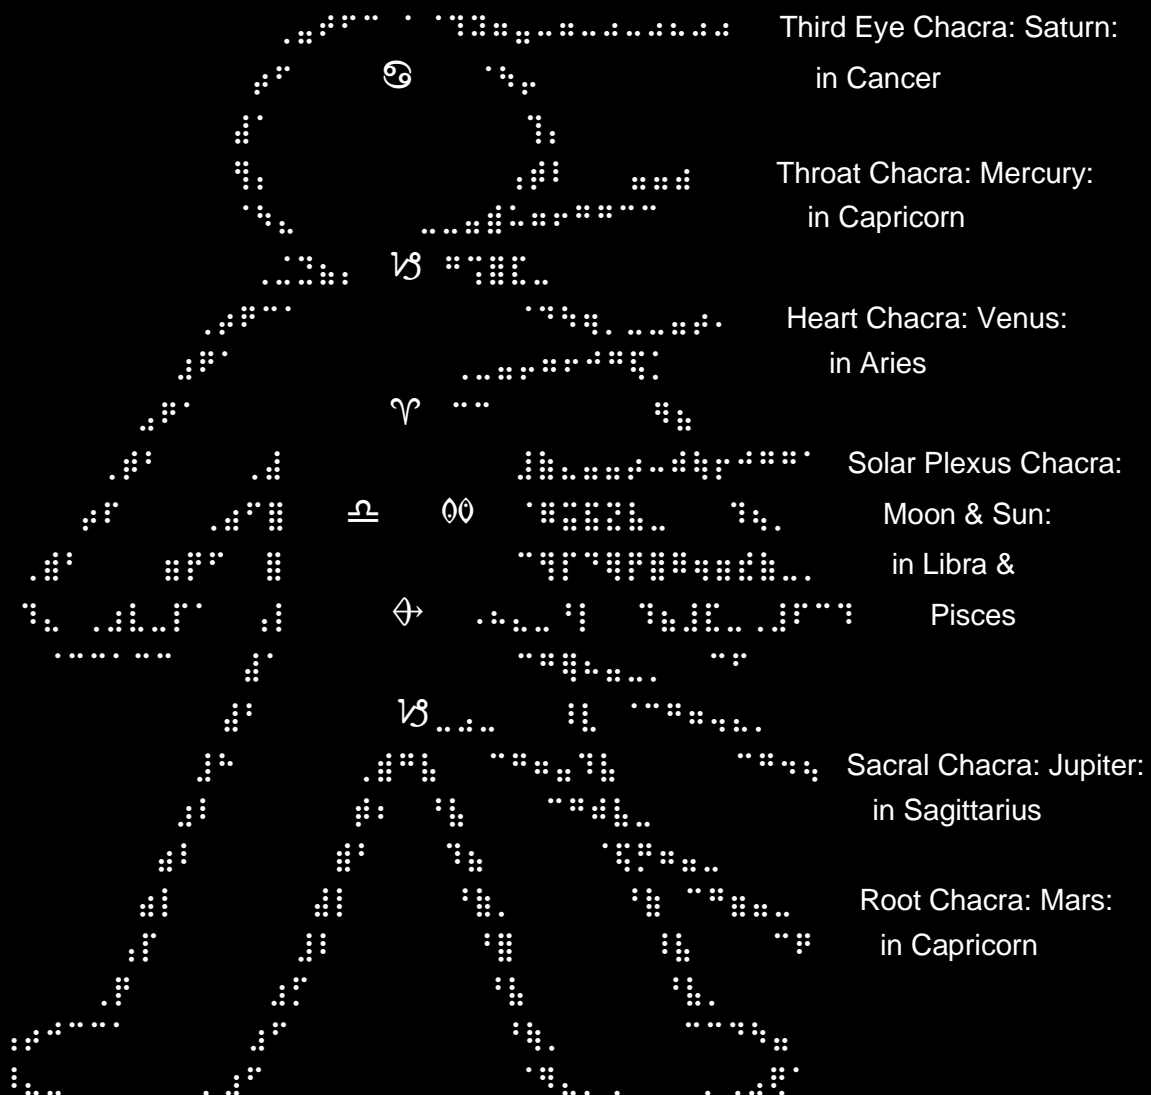 Third Eye Chacra: Saturn:
♋
in Cancer
Throat Chacra: Mercury:
in Capricorn
♑
Heart Chacra: Venus:
in Aries
♈
Solar Plexus Chacra:
♎
Moon & Sun:
in Libra &
♐
Pisces
♑
Sacral Chacra: Jupiter:
in Sagittarius
Root Chacra: Mars:
in Capricorn